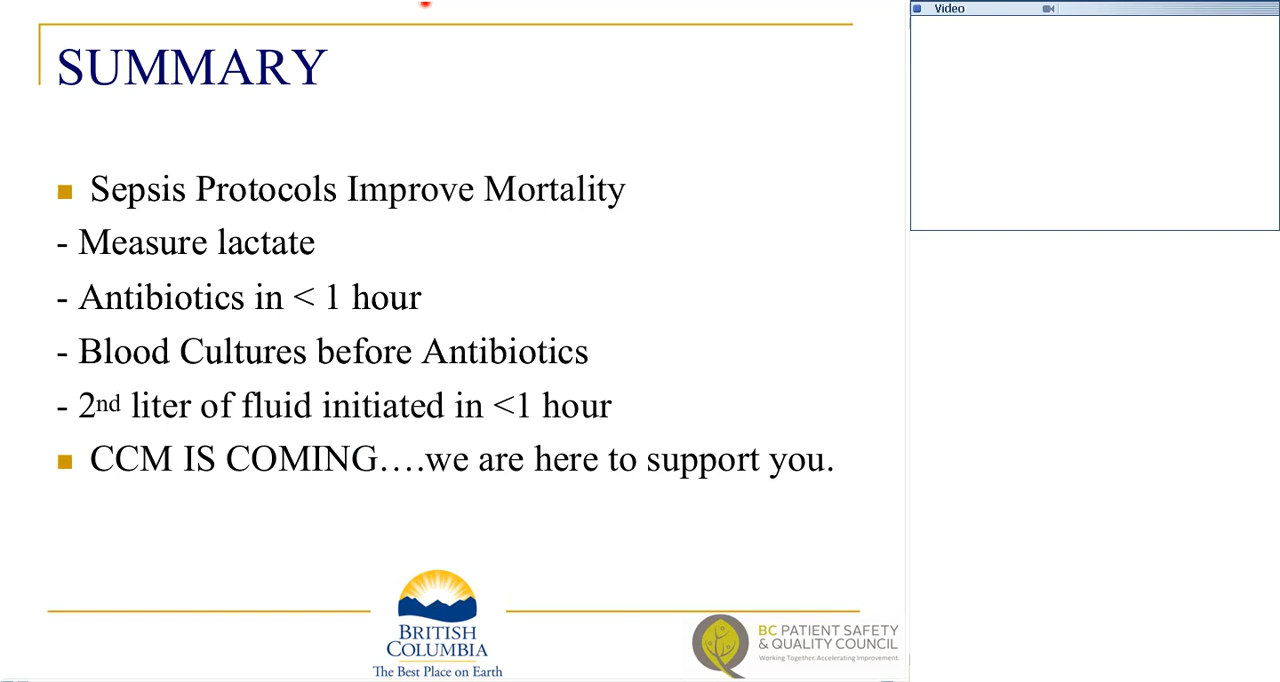 Video
SUMMARY
Sepsis Protocols Improve Mortality
- Measure lactate
- Antibiotics in < 1 hour
- Blood Cultures before Antibiotics
- 2nd liter of fluid initiated in <1 hour
CCM IS COMING….we are here to support you.
BRITISH
COLUMBIA
The Best Place on Earth
BC PATIENT SAFETY
& QUALITY COUNCIL
Working Together. Accelerating Improvement.